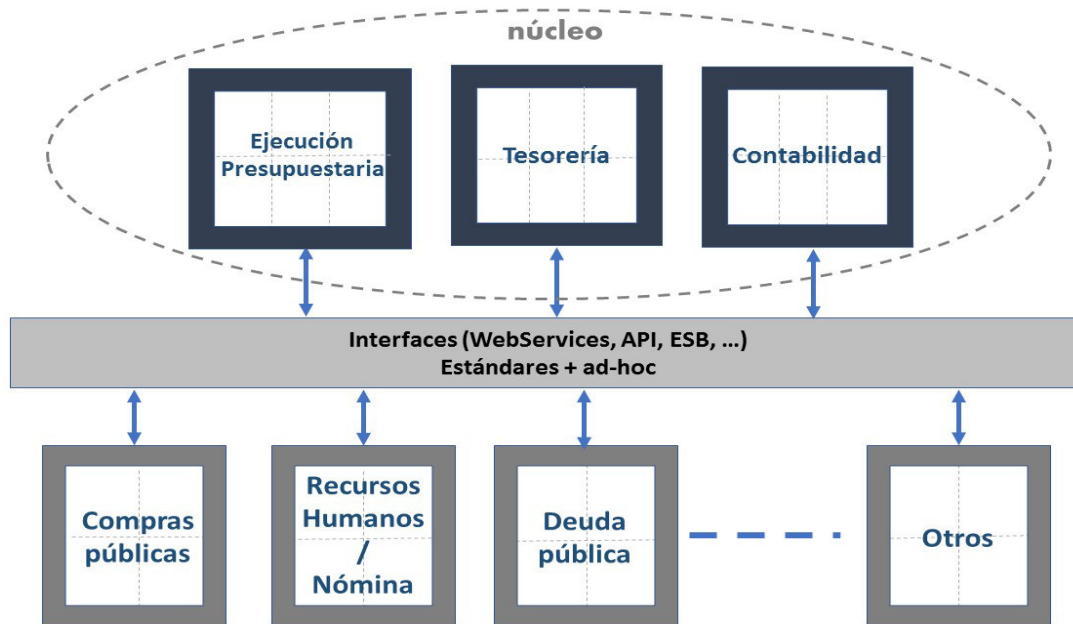 núcleo
Ejecución
Presupuestaria
Tesorería
Contabilidad
Interfaces (WebServices, API, ESB, ...)
Estándares + ad-hoc
Compras
públicas
Recursos
Humanos
/
Nómina
Deuda
pública
Otros